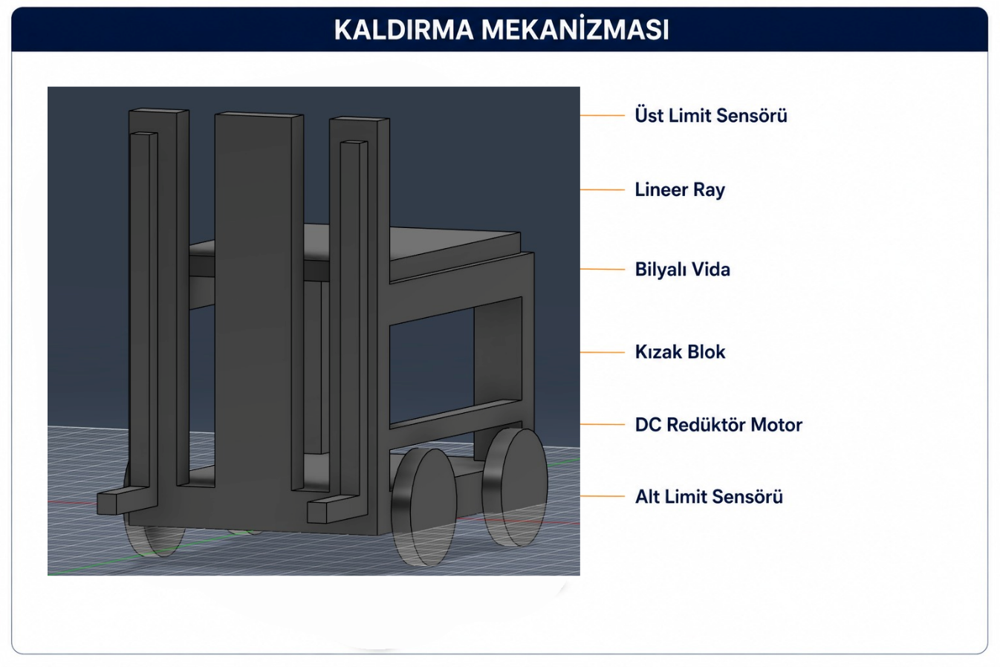 KALDIRMA MEKANİZMASI
Üst Limit Sensörü
Lineer Ray
Bilyalı Vida
Kızak Blok
DC Redüktör Motor
Alt Limit Sensörü